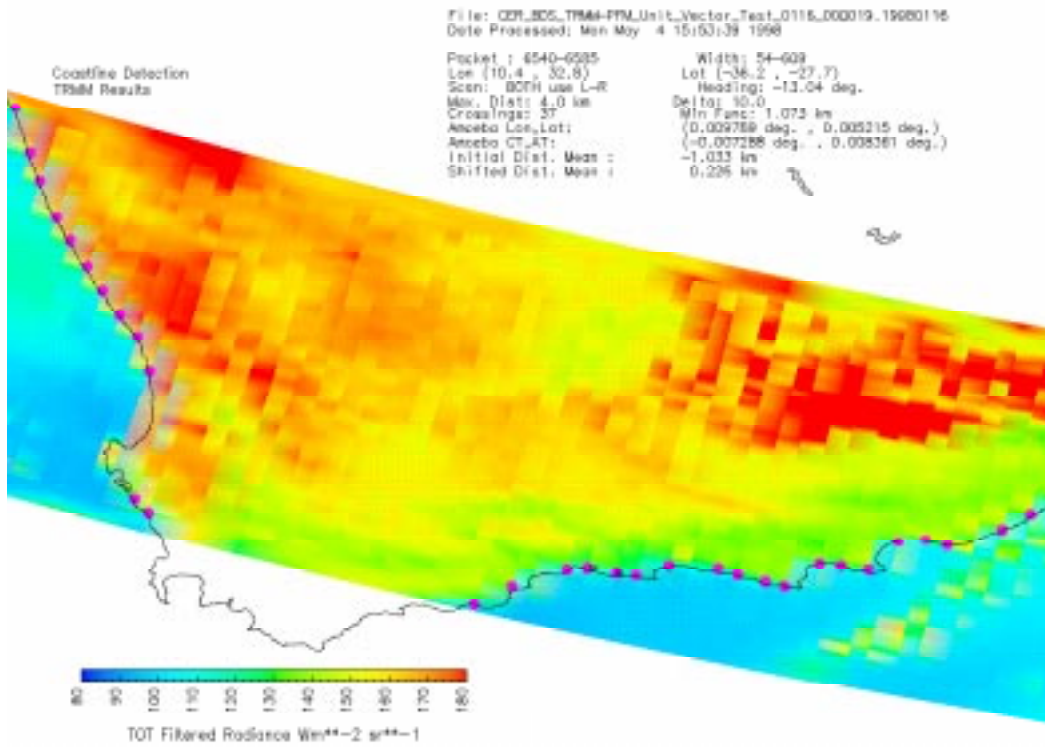 File: CER_BDS_TRMM-PFM_Unit_Vector_Test_0116_000019.19980116
Date Processed: Mon May 4 15:53:39 1998
Packet : 6540-6585 Width: 54-609
Lon (10.4 , 32.8) Lat (-36.2 , -27.7)
Scan: BOTH use L-R Heading: -13.04 deg.
Max. Dist: 4.0 km Delta: 10.0
Crossings: 37 Min Func: 1.073 km
Amoeba Lon,Lat: (0.009769 deg. , 0.005215 deg.)
Amoeba CT,AT: (-0.007288 deg. , 0.008361 deg.)
Initial Dist. Mean : -1.033 km
Shifted Dist. Mean : 0.226 km
Coastline Detection
TRMM Results
80 90 100 110 120 130 140 150 160 170 180
TOT Filtered Radiance Wm**-2 sr**-1